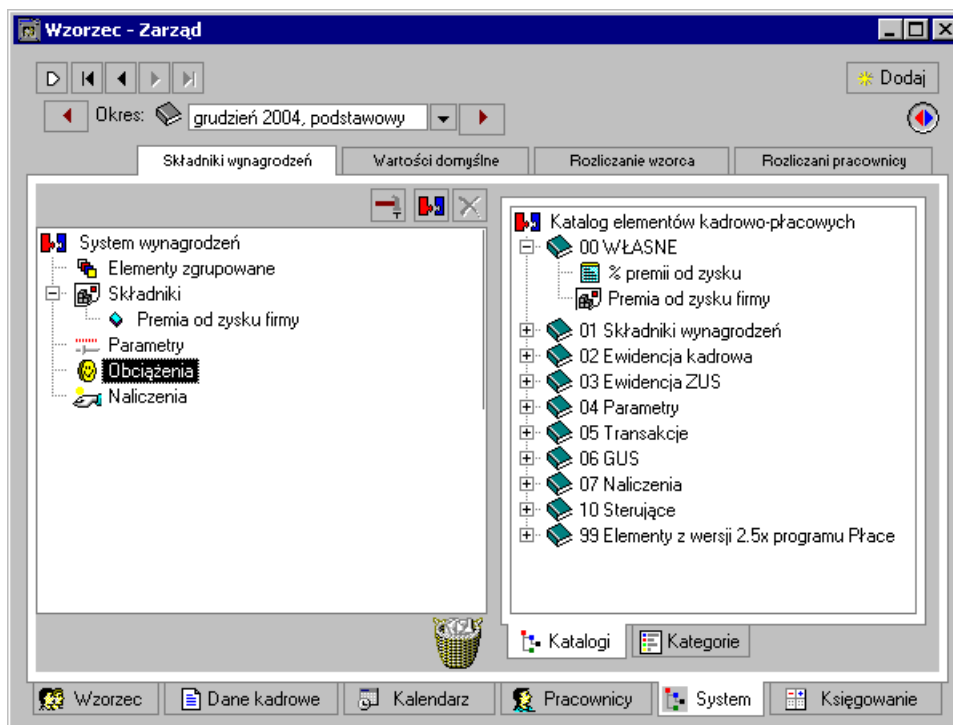 Wzorzec - Zarząd
Dodaj
Okres: grudzień 2004, podstawowy
Składniki wynagrodzeń Wartości domyślne Rozliczanie wzorca Rozliczani pracownicy
System wynagrodzeń
Elementy zgrupowane
Składniki
Premia od zysku firmy
Parametry
Obciążenia
Naliczenia
Katalog elementów kadrowo-płacowych
00 WŁASNE
% premii od zysku
Premia od zysku firmy
01 Składniki wynagrodzeń
02 Ewidencja kadrowa
03 Ewidencja ZUS
04 Parametry
05 Transakcje
06 GUS
07 Naliczenia
10 Sterujące
99 Elementy z wersji 2.5x programu Płace
Katalogi Kategorie
Wzorzec Dane kadrowe Kalendarz Pracownicy System Księgowanie